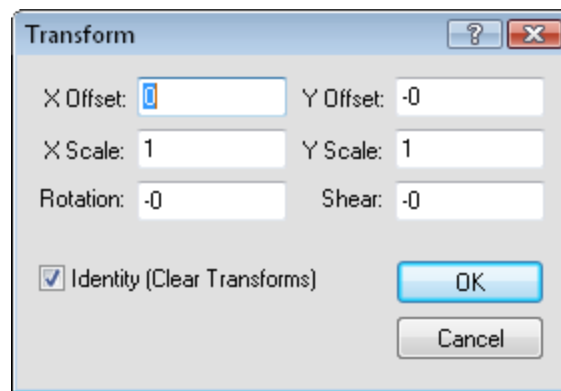 Transform ?
X Offset: 0 Y Offset: -0
X Scale: 1 Y Scale: 1
Rotation: -0 Shear: -0
Identity (Clear Transforms) OK
Cancel